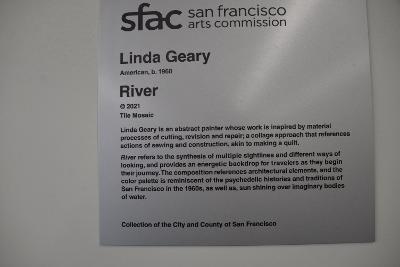 sfac san francisco
arts commission
Linda Geary
American, b. 1960
River
© 2021
Tile Mosaic
Linda Geary is an abstract painter whose work is inspired by material
processes of cutting, revision and repair; a collage approach that references
actions of sewing and construction, akin to making a quilt.
River refers to the synthesis of multiple sightlines and different ways of
looking, and provides an energetic backdrop for travelers as they begin
their journey. The composition references architectural elements, and the
color palette is reminiscent of the psychedelic histories and traditions of
San Francisco in the 1960s, as well as, sun shining over imaginary bodies
of water.
Collection of the City and County of San Francisco